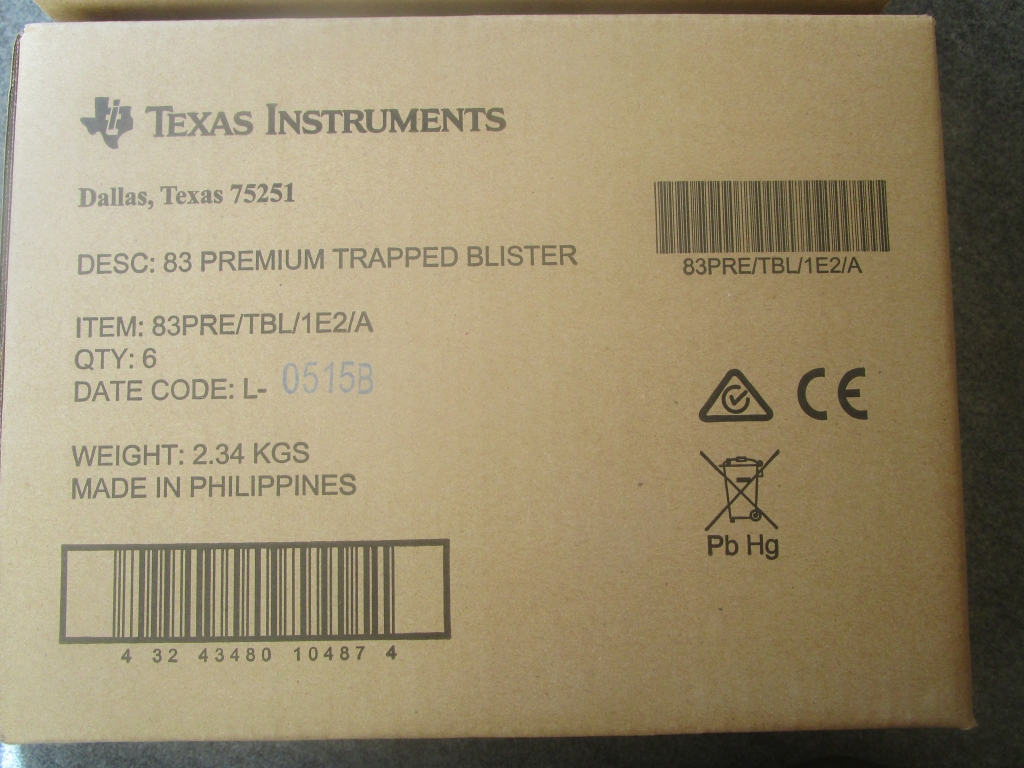 TEXAS INSTRUMENTS
Dallas, Texas 75251
83PRE/TBL/1E2/A
DESC: 83 PREMIUM TRAPPED BLISTER
ITEM: 83PRE/TBL/1E2/A
QTY: 6
DATE CODE: L- 0515B
CE
WEIGHT: 2.34 KGS
MADE IN PHILIPPINES
Pb Hg
4 32 43480 10487 4